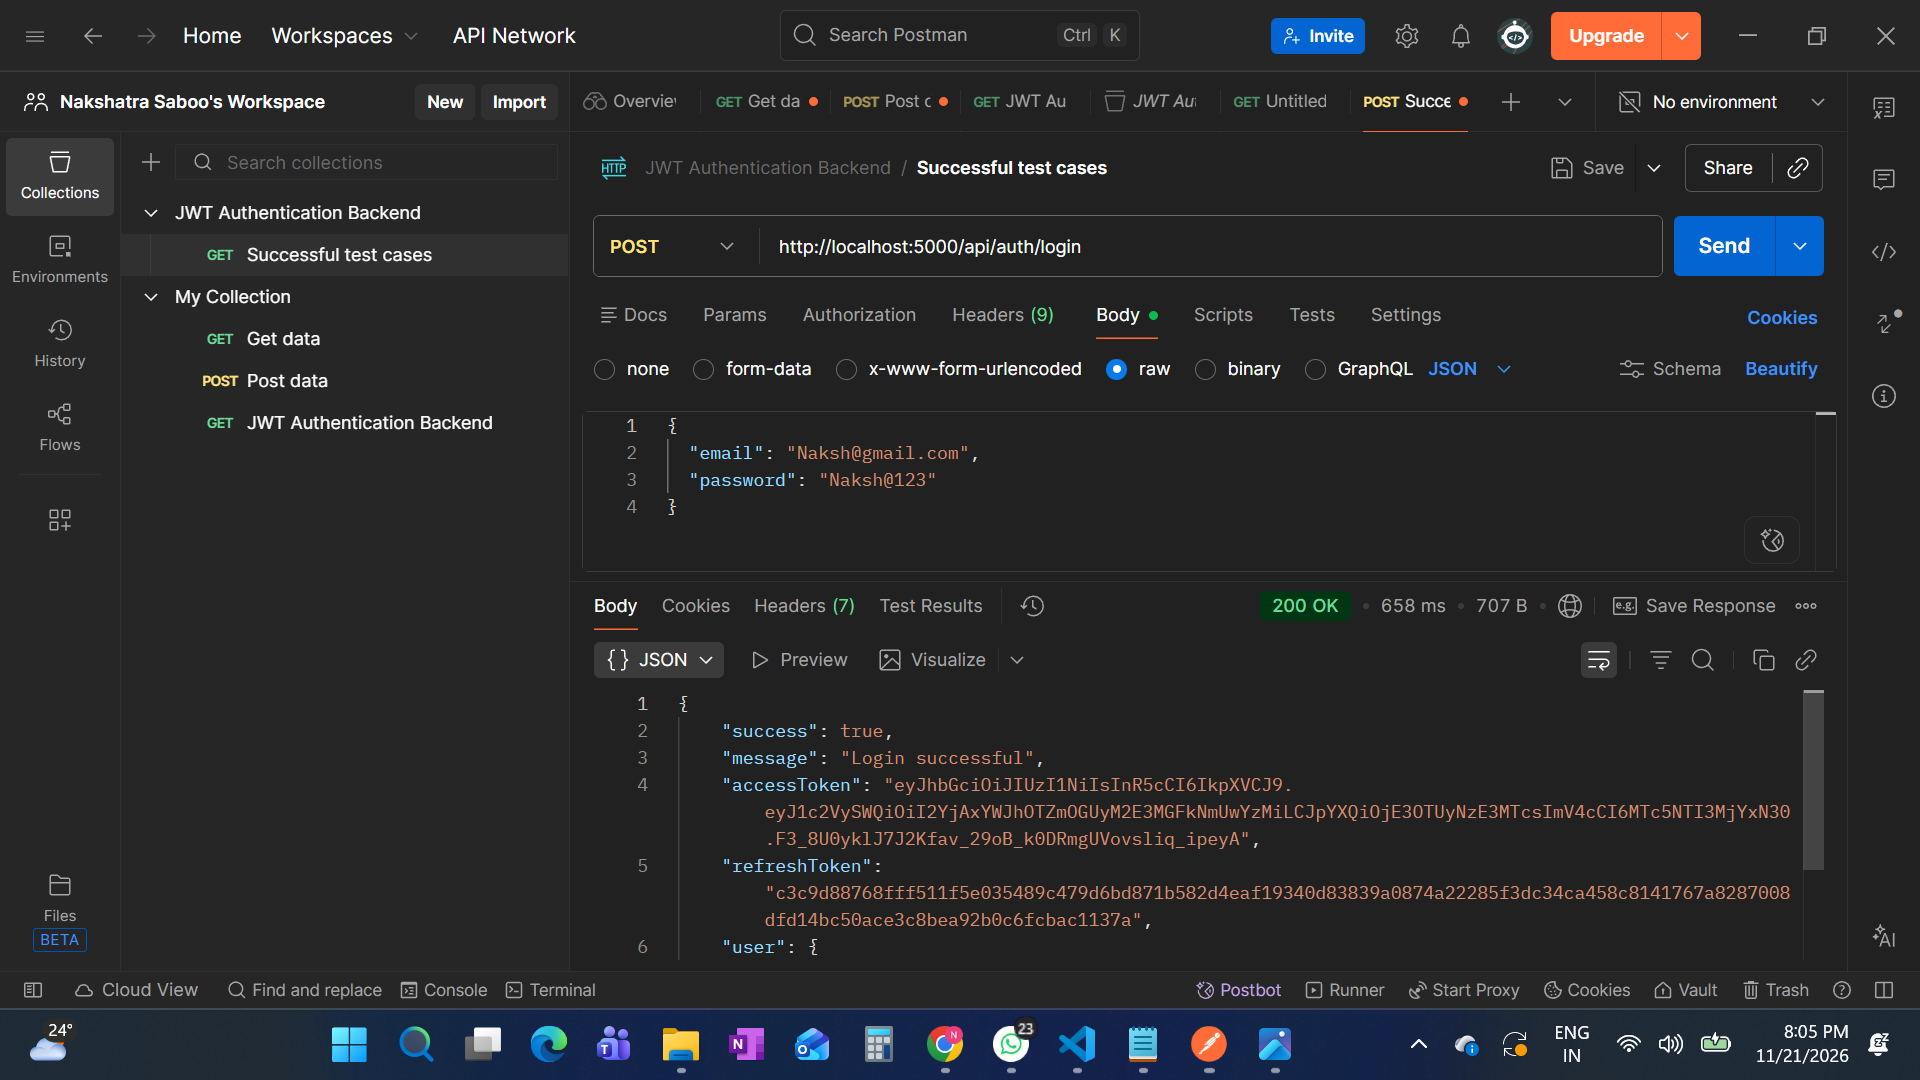 Home
Workspaces
API Network
Search Postman
Ctrl K
Invite
Upgrade
Nakshatra Saboo's Workspace
New
Import
Overvie
GET Get da
POST Post c
GET JWT Au
JWT Au
GET Untitled
POST Succe
No environment
Collections
Environments
History
Flows
Files
BETA
Search collections
JWT Authentication Backend
GET Successful test cases
My Collection
GET Get data
POST Post data
GET JWT Authentication Backend
HTTP JWT Authentication Backend / Successful test cases
Save
Share
POST
http://localhost:5000/api/auth/login
Send
Docs Params Authorization Headers (9) Body Scripts Tests Settings
Cookies
none form-data x-www-form-urlencoded raw binary GraphQL JSON
Schema Beautify
1 {
2 "email": "Naksh@gmail.com",
3 "password": "Naksh@123"
4 }
Body Cookies Headers (7) Test Results
200 OK • 658 ms • 707 B
e.g. Save Response
{} JSON Preview Visualize
1 {
2 "success": true,
3 "message": "Login successful",
4 "accessToken": "eyJhbGciOiJIUzI1NiIsInR5cCI6IkpXVCJ9.
eyJ1c2VySWQiOiI2YjAxYWJhOTZmOGUyM2E3MGFkNmUwYzMiLCJpYXQiOjE3OTUyNzE3MTcsImV4cCI6MTc5NTI3MjYxN30
.F3_8U0yklJ7J2Kfav_29oB_k0DRmgUVovsliq_ipeyA",
5 "refreshToken":
"c3c9d88768fff511f5e035489c479d6bd871b582d4eaf19340d83839a0874a22285f3dc34ca458c8141767a8287008
dfd14bc50ace3c8bea92b0c6fcbac1137a",
6 "user": {
Cloud View Find and replace Console Terminal
Postbot Runner Start Proxy Cookies Vault Trash
24°
23
ENG
IN
8:05 PM
11/21/2026